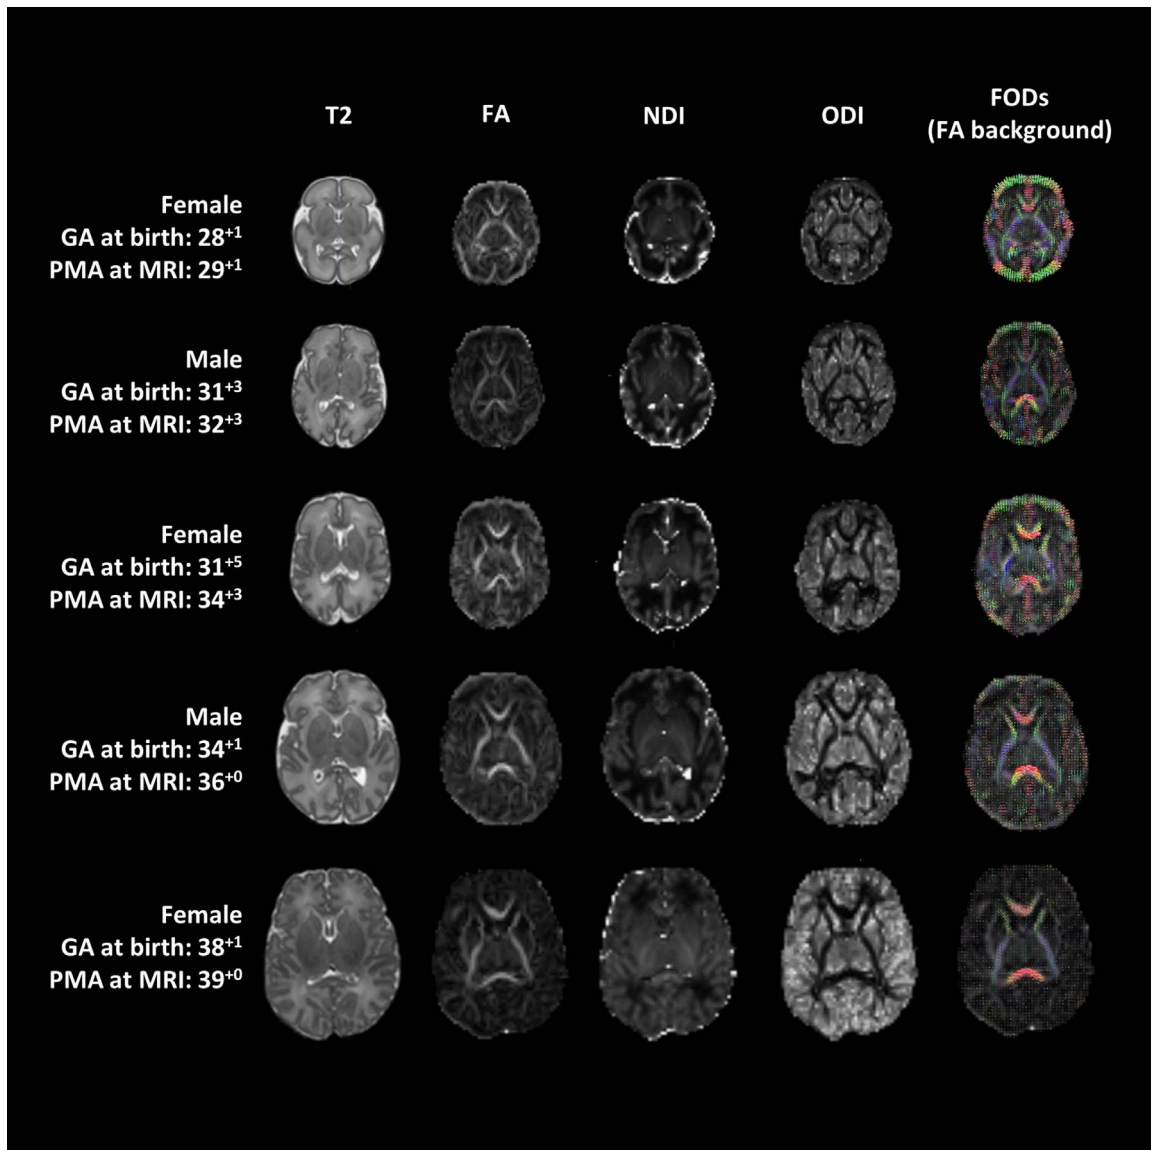 T2
FA
NDI
ODI
FODs
(FA background)
Female
GA at birth: 28⁺¹
PMA at MRI: 29⁺¹
Male
GA at birth: 31⁺³
PMA at MRI: 32⁺³
Female
GA at birth: 31⁺⁵
PMA at MRI: 34⁺³
Male
GA at birth: 34⁺¹
PMA at MRI: 36⁺⁰
Female
GA at birth: 38⁺¹
PMA at MRI: 39⁺⁰